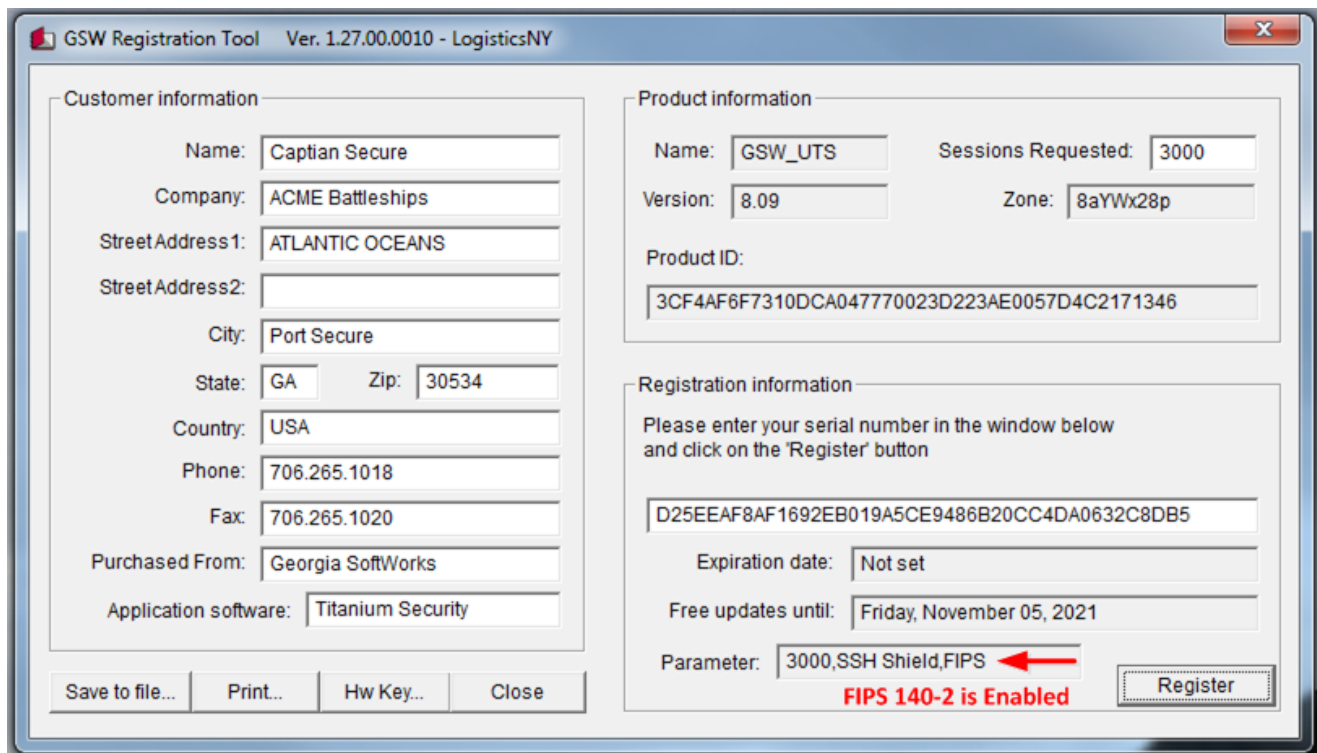 GSW Registration Tool Ver. 1.27.00.0010 - LogisticsNY
Customer information
Name: Captian Secure
Company: ACME Battleships
Street Address1: ATLANTIC OCEANS
Street Address2:
City: Port Secure
State: GA Zip: 30534
Country: USA
Phone: 706.265.1018
Fax: 706.265.1020
Purchased From: Georgia SoftWorks
Application software: Titanium Security
Save to file... Print... Hw Key... Close
Product information
Name: GSW_UTS Sessions Requested: 3000
Version: 8.09 Zone: 8aYWx28p
Product ID:
3CF4AF6F7310DCA047770023D223AE0057D4C2171346
Registration information
Please enter your serial number in the window below
and click on the 'Register' button
D25EEAF8AF1692EB019A5CE9486B20CC4DA0632C8DB5
Expiration date: Not set
Free updates until: Friday, November 05, 2021
Parameter: 3000,SSH Shield,FIPS
FIPS 140-2 is Enabled
Register